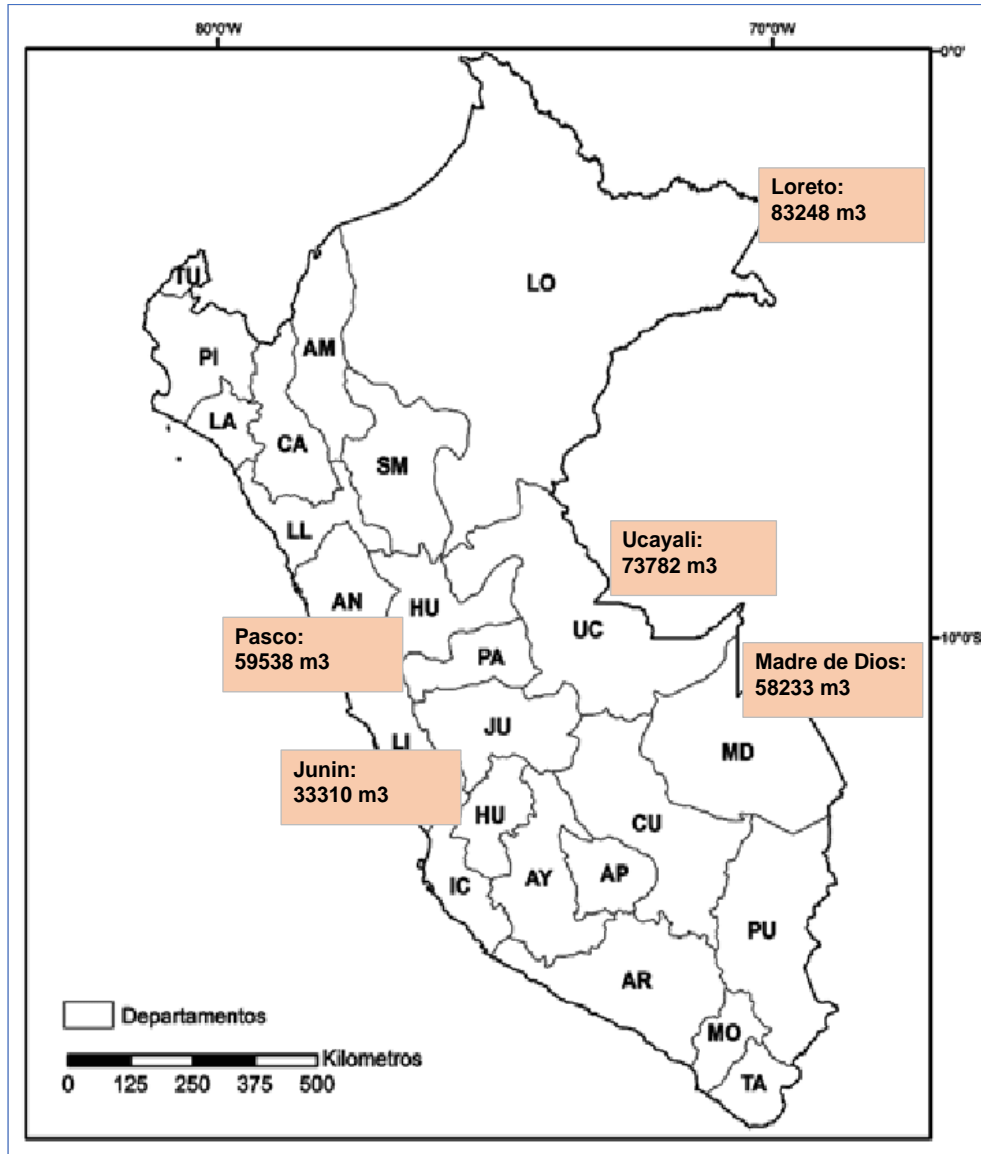 80°0'W
70°0'W
0°0'
Loreto:
83248 m3
LO
TU
AM
PI
LA
CA
SM
LL
Ucayali:
73782 m3
AN
HU
UC
10°0'S
Pasco:
59538 m3
PA
Madre de Dios:
58233 m3
JU
LI
MD
Junin:
33310 m3
HU
CU
AP
AY
IC
PU
AR
Departamentos
MO
Kilometros
0 125 250 375 500
TA